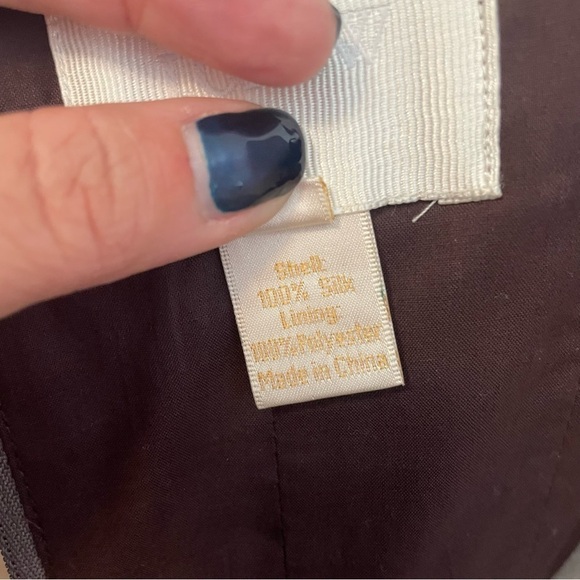 Shell:
100% Silk
Lining:
100%Polyester
Made in China